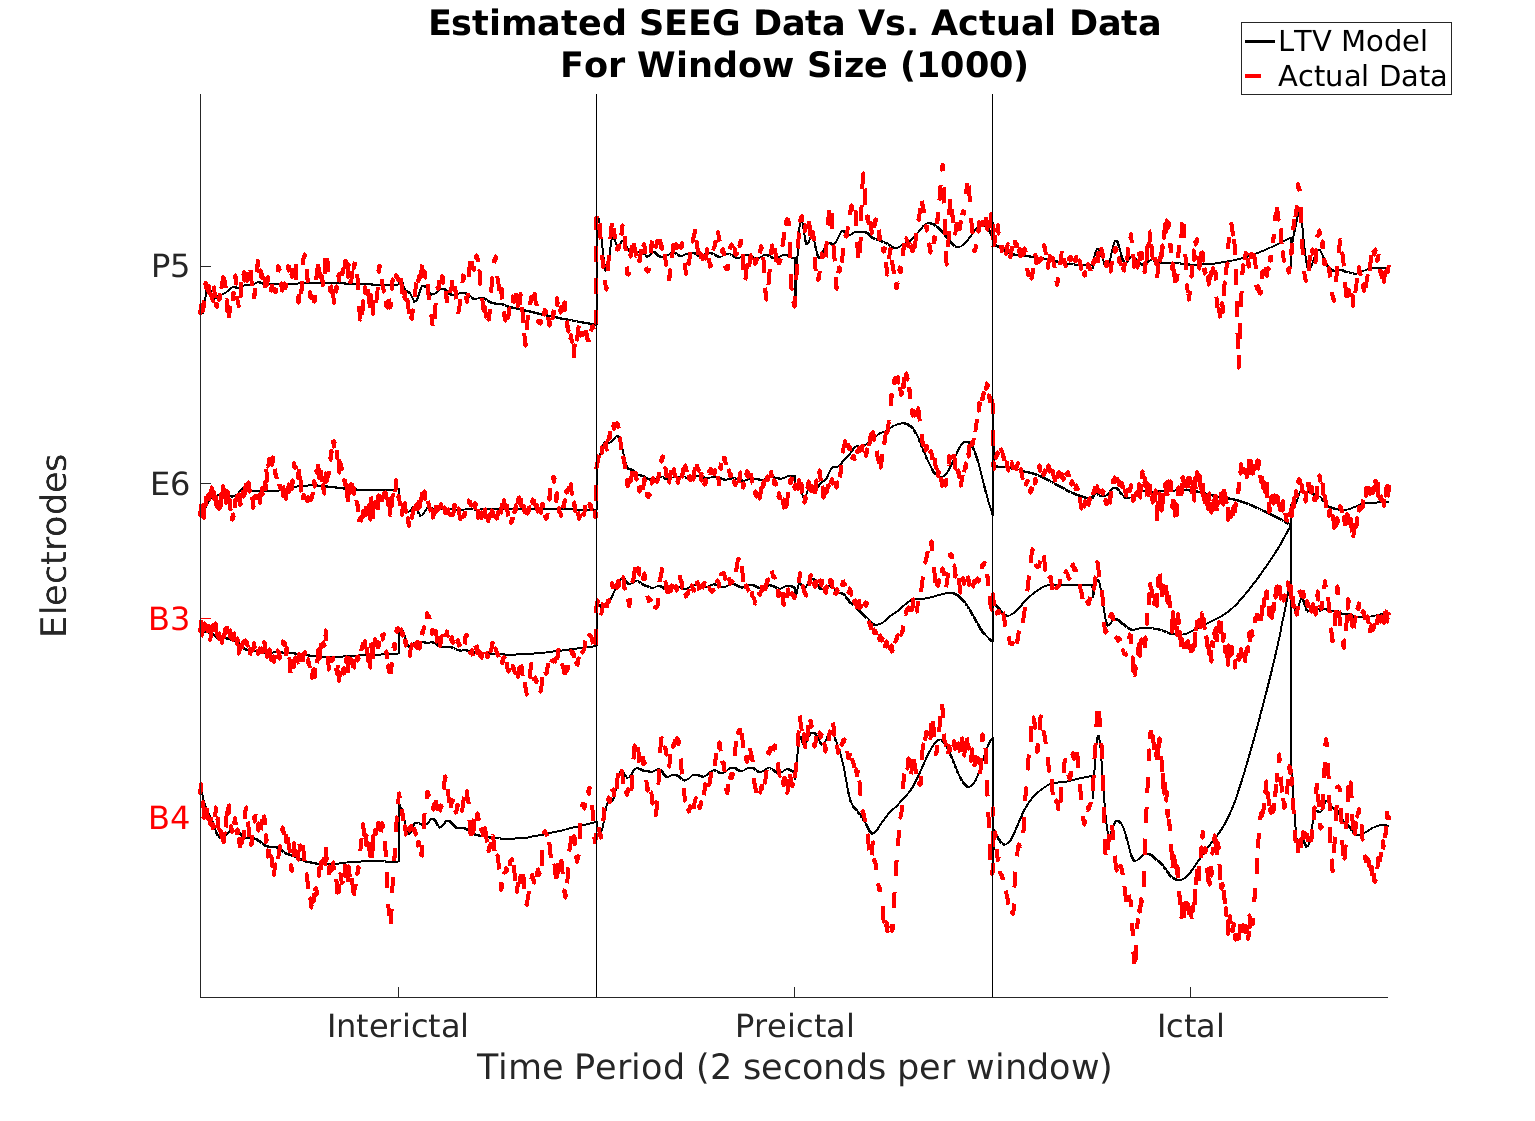 Estimated SEEG Data Vs. Actual Data
For Window Size (1000)
LTV Model
Actual Data
P5
E6
B3
B4
Electrodes
Interictal
Preictal
Ictal
Time Period (2 seconds per window)